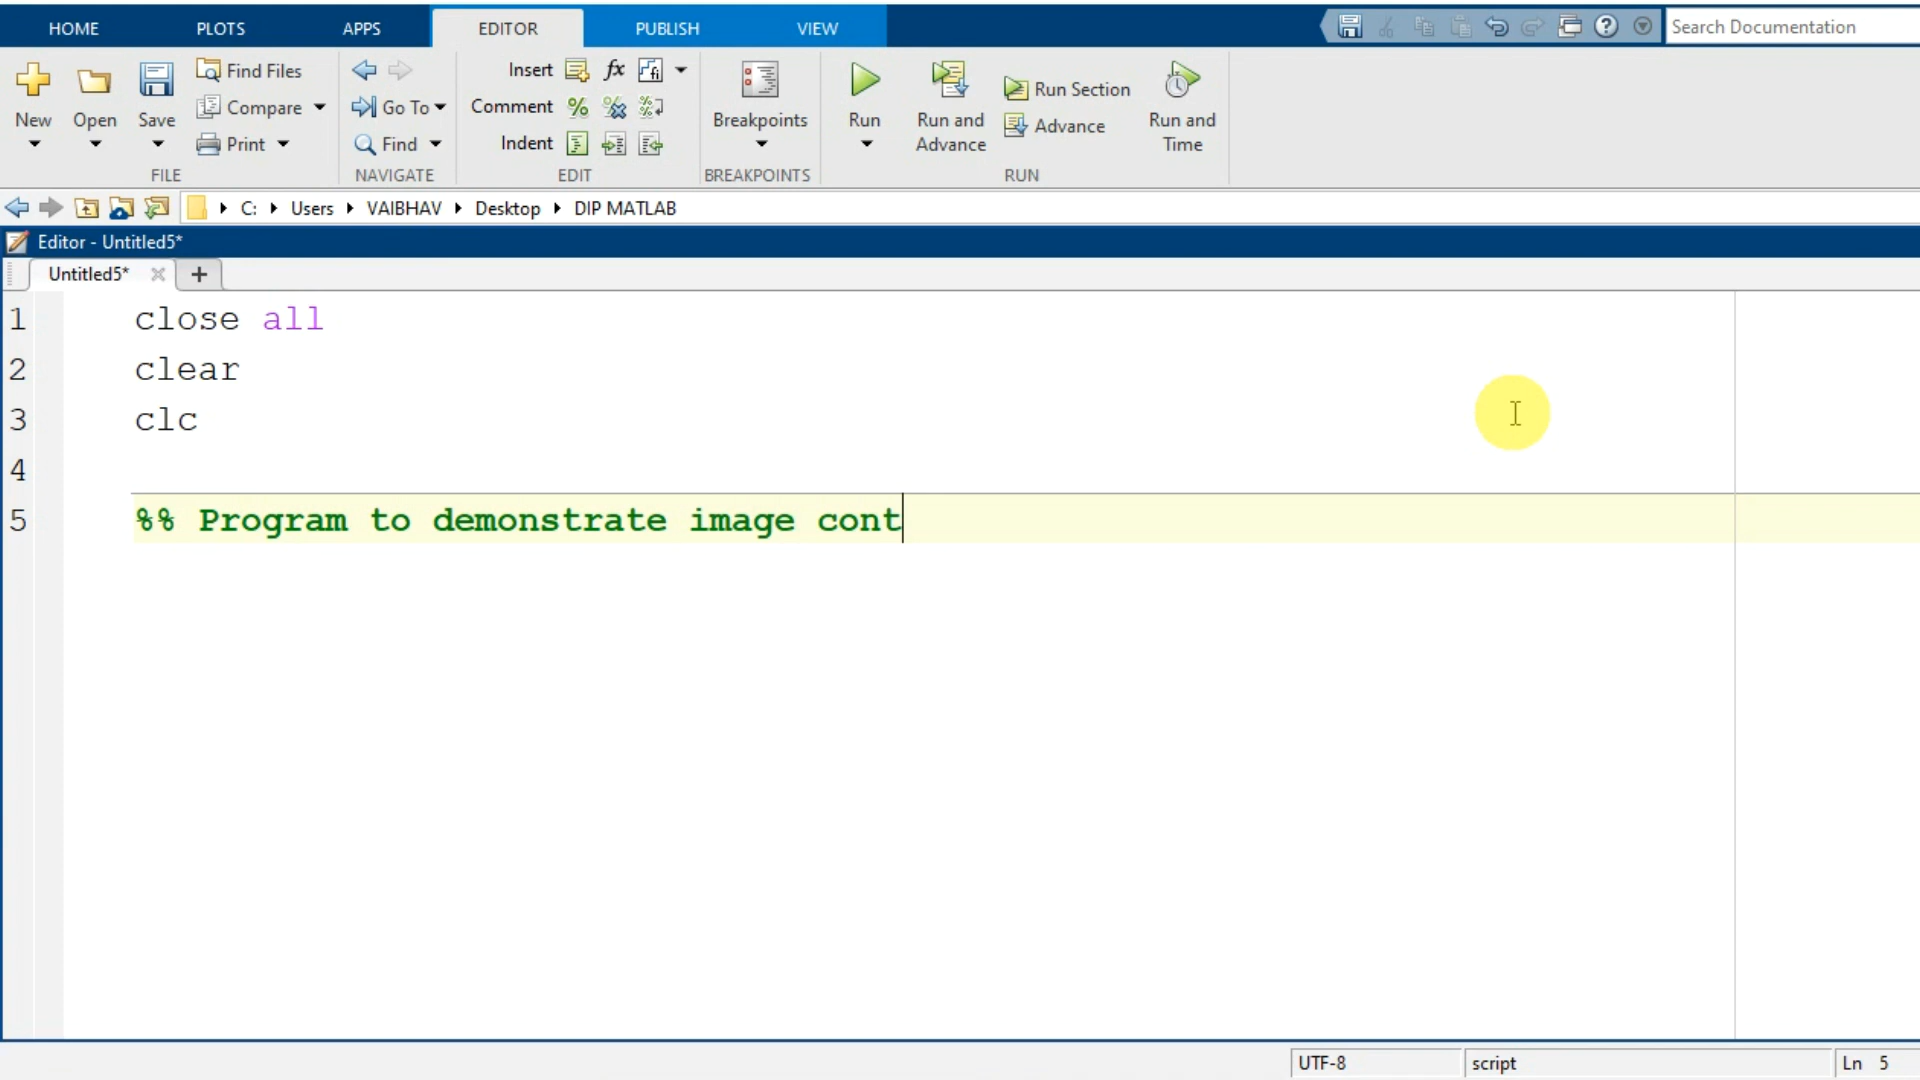 HOME PLOTS APPS EDITOR PUBLISH VIEW Search Documentation
New Open Save Find Files Compare Print
FILE
Go To Find
NAVIGATE
Insert fx
Comment
Indent
EDIT
Breakpoints
BREAKPOINTS
Run Run and Advance Run Section Advance Run and Time
RUN
C: Users VAIBHAV Desktop DIP MATLAB
Editor - Untitled5*
Untitled5* +
1 close all
2 clear
3 clc
4
5 %% Program to demonstrate image cont
UTF-8 script Ln 5